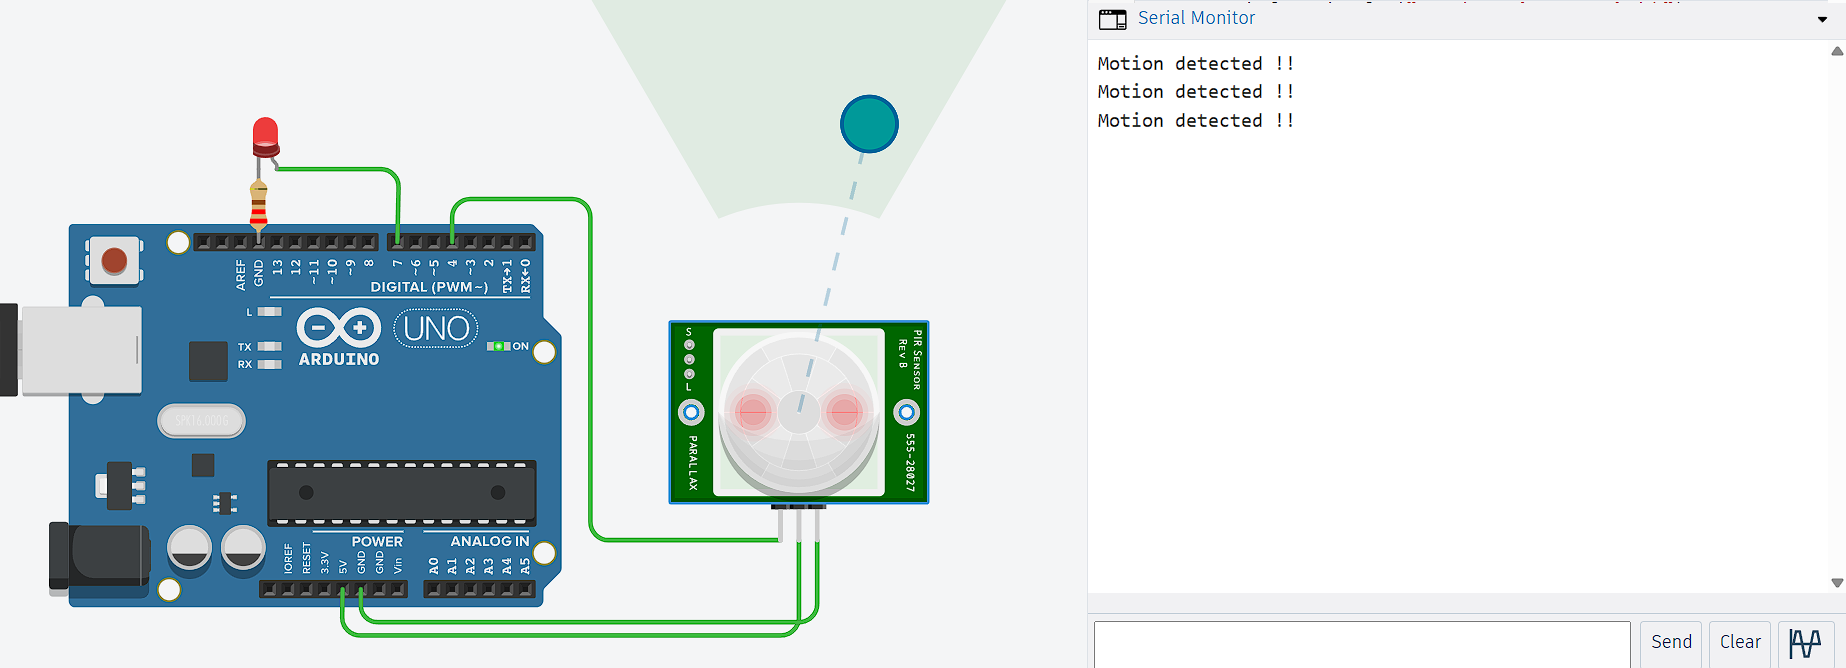 Serial Monitor
Motion detected !!
Motion detected !!
Motion detected !!
AREF
GND
13
12
~11
~10
~9
8
7
~6
~5
4
~3
2
TX→1
RX←0
DIGITAL (PWM~)
L
TX
RX
UNO
ARDUINO
ON
SPK16.000G
POWER
ANALOG IN
IOREF
RESET
3.3V
5V
GND
GND
Vin
A0
A1
A2
A3
A4
A5
S
L
PIR SENSOR
REV B
PARALLAX
555-28027
Send
Clear